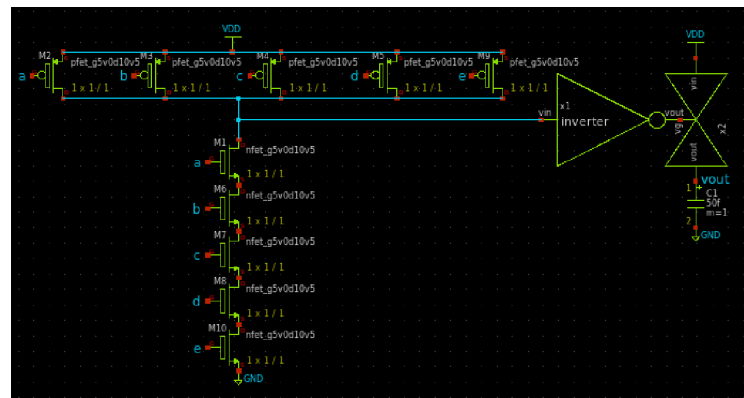 VDD
M2 M3 M4 M5 M9
pfet_g5v0d10v5 pfet_g5v0d10v5 pfet_g5v0d10v5 pfet_g5v0d10v5 pfet_g5v0d10v5
a b c d e
1 x 1 / 1 1 x 1 / 1 1 x 1 / 1 1 x 1 / 1 1 x 1 / 1
VDD
vin
x1
inverter
vin
vout
vg
x2
vout
vout
1
C1
50f
m=1
2
GND
M1
nfet_g5v0d10v5
a
1 x 1 / 1
M6
nfet_g5v0d10v5
b
1 x 1 / 1
M7
nfet_g5v0d10v5
c
1 x 1 / 1
M8
nfet_g5v0d10v5
d
1 x 1 / 1
M10
nfet_g5v0d10v5
e
1 x 1 / 1
GND